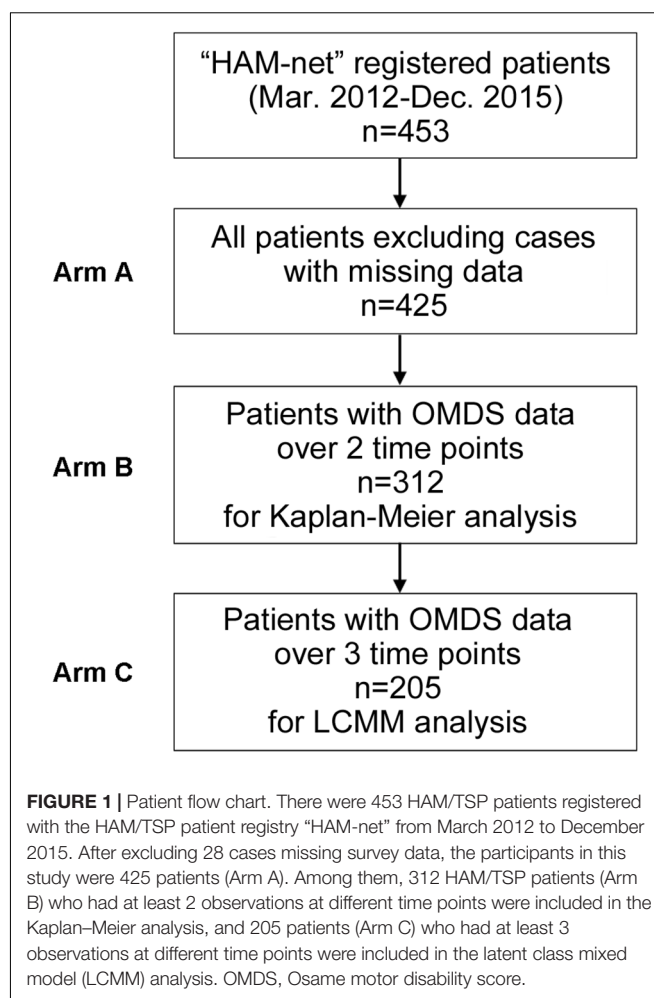 “HAM-net” registered patients
(Mar. 2012-Dec. 2015)
n=453
Arm A
All patients excluding cases
with missing data
n=425
Arm B
Patients with OMDS data
over 2 time points
n=312
for Kaplan-Meier analysis
Arm C
Patients with OMDS data
over 3 time points
n=205
for LCMM analysis
FIGURE 1 | Patient flow chart. There were 453 HAM/TSP patients registered
with the HAM/TSP patient registry “HAM-net” from March 2012 to December
2015. After excluding 28 cases missing survey data, the participants in this
study were 425 patients (Arm A). Among them, 312 HAM/TSP patients (Arm
B) who had at least 2 observations at different time points were included in the
Kaplan–Meier analysis, and 205 patients (Arm C) who had at least 3
observations at different time points were included in the latent class mixed
model (LCMM) analysis. OMDS, Osame motor disability score.